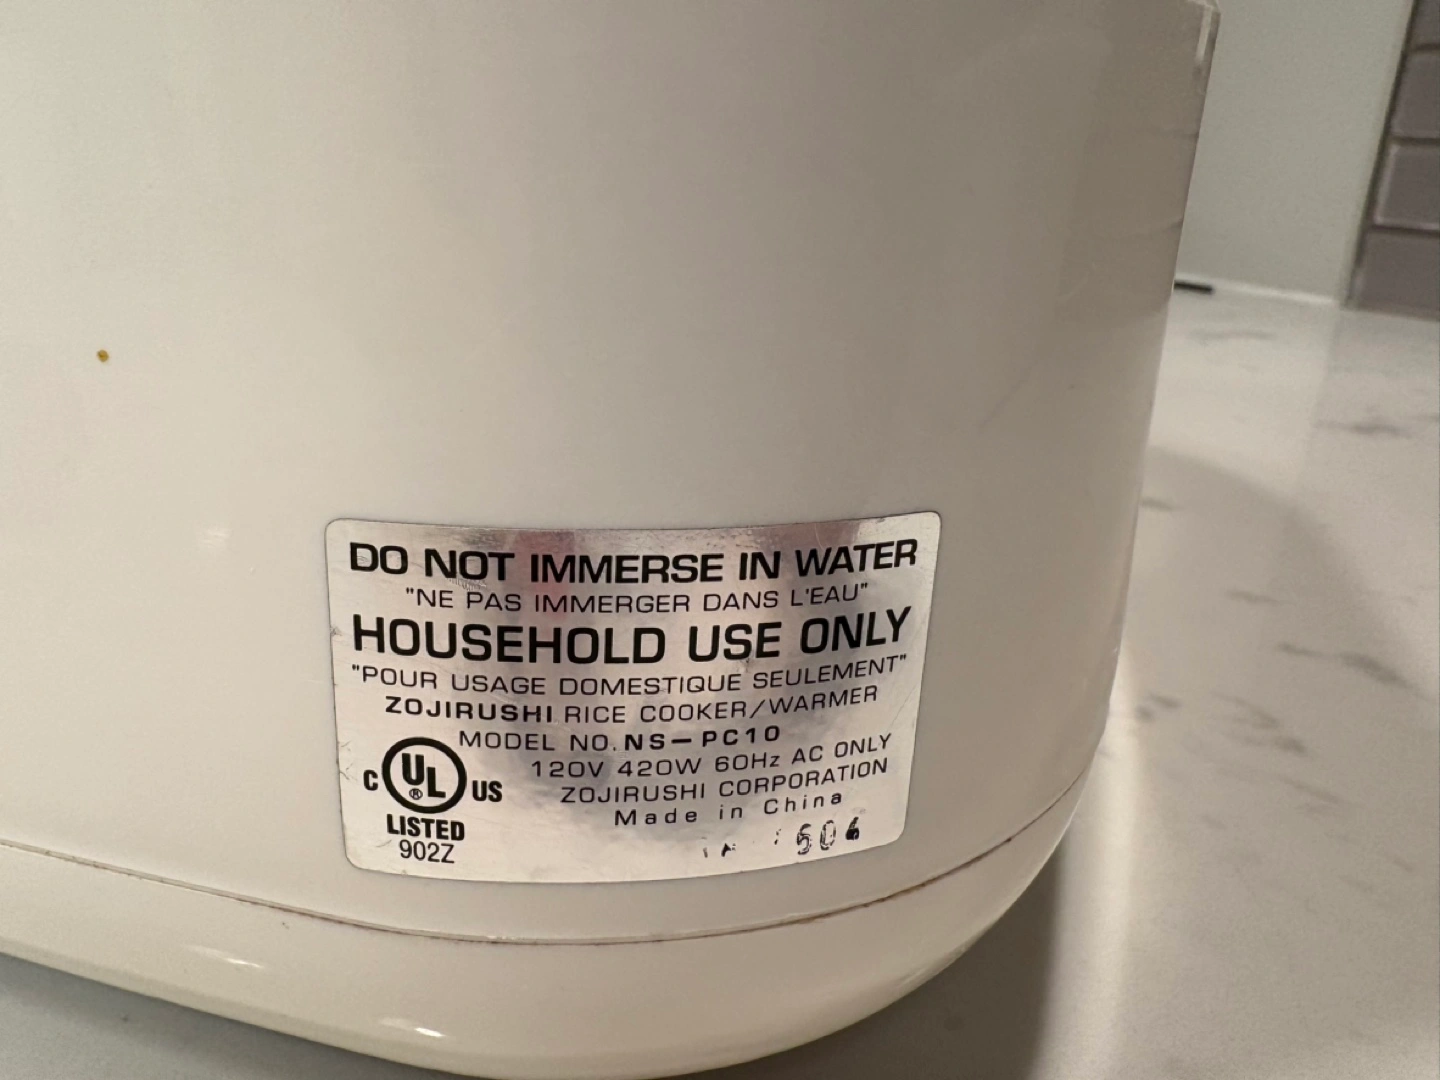 DO NOT IMMERSE IN WATER
"NE PAS IMMERGER DANS L'EAU"
HOUSEHOLD USE ONLY
"POUR USAGE DOMESTIQUE SEULEMENT"
ZOJIRUSHI RICE COOKER/WARMER
MODEL NO. NS-PC10
120V 420W 60Hz AC ONLY
ZOJIRUSHI CORPORATION
Made in China
C UL® US
LISTED
902Z